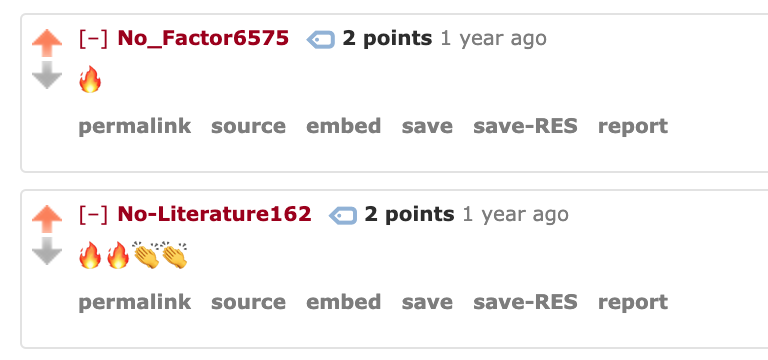 [–] No_Factor6575 2 points 1 year ago
🔥
permalink source embed save save-RES report
[–] No-Literature162 2 points 1 year ago
🔥🔥👏👏
permalink source embed save save-RES report